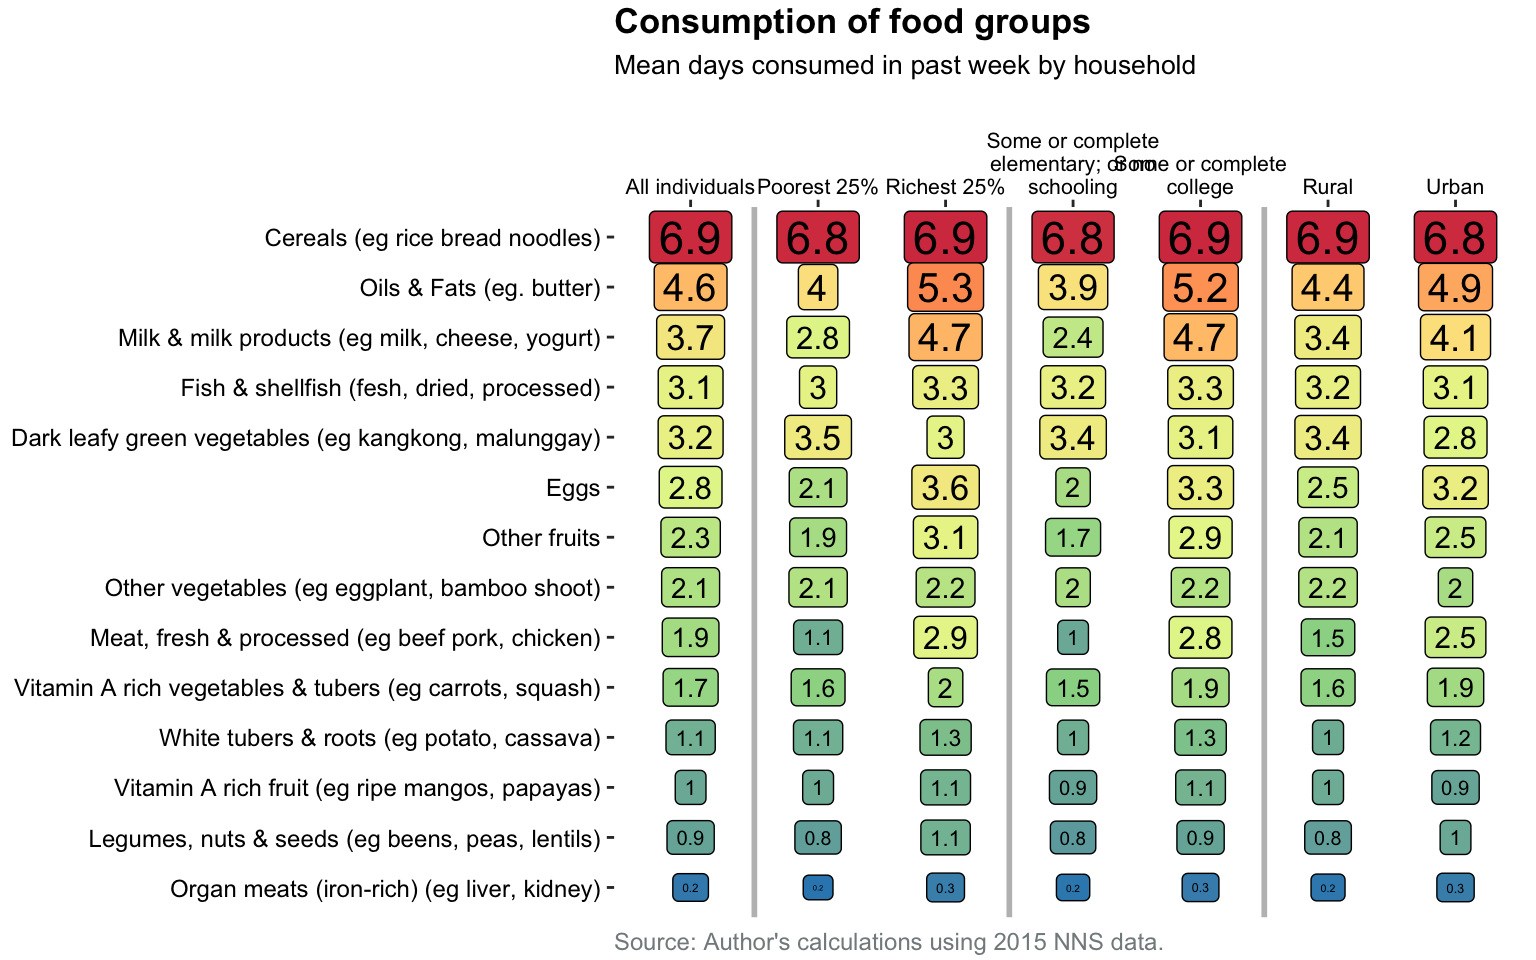 Consumption of food groups
Mean days consumed in past week by household
All individuals
Poorest 25%
Richest 25%
Some or complete
elementary; or no
schooling
Some or complete
college
Rural
Urban
Cereals (eg rice bread noodles) 6.9 6.8 6.9 6.8 6.9 6.9 6.8
Oils & Fats (eg. butter) 4.6 4 5.3 3.9 5.2 4.4 4.9
Milk & milk products (eg milk, cheese, yogurt) 3.7 2.8 4.7 2.4 4.7 3.4 4.1
Fish & shellfish (fesh, dried, processed) 3.1 3 3.3 3.2 3.3 3.2 3.1
Dark leafy green vegetables (eg kangkong, malunggay) 3.2 3.5 3 3.4 3.1 3.4 2.8
Eggs 2.8 2.1 3.6 2 3.3 2.5 3.2
Other fruits 2.3 1.9 3.1 1.7 2.9 2.1 2.5
Other vegetables (eg eggplant, bamboo shoot) 2.1 2.1 2.2 2 2.2 2.2 2
Meat, fresh & processed (eg beef pork, chicken) 1.9 1.1 2.9 1 2.8 1.5 2.5
Vitamin A rich vegetables & tubers (eg carrots, squash) 1.7 1.6 2 1.5 1.9 1.6 1.9
White tubers & roots (eg potato, cassava) 1.1 1.1 1.3 1 1.3 1 1.2
Vitamin A rich fruit (eg ripe mangos, papayas) 1 1 1.1 0.9 1.1 1 0.9
Legumes, nuts & seeds (eg beens, peas, lentils) 0.9 0.8 1.1 0.8 0.9 0.8 1
Organ meats (iron-rich) (eg liver, kidney) 0.2 0.2 0.3 0.2 0.3 0.2 0.3
Source: Author's calculations using 2015 NNS data.